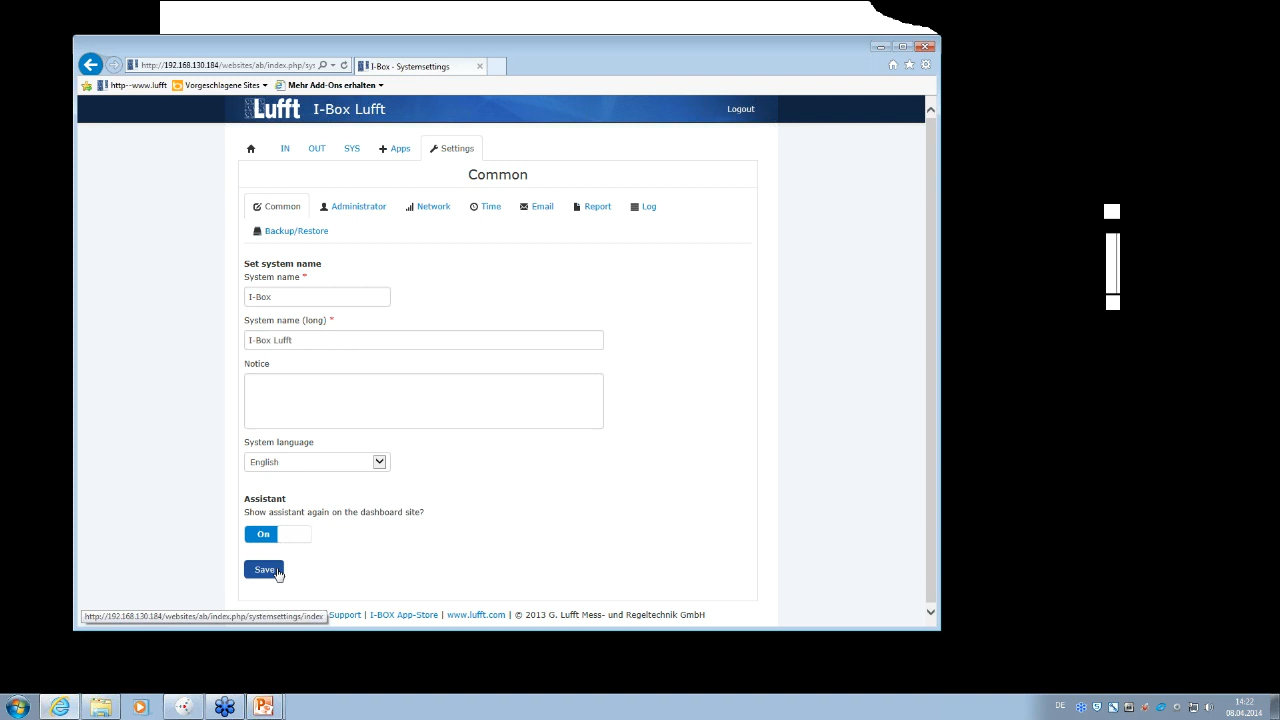 http://192.168.130.184/websites/ab/index.php/sys
I-Box - Systemsettings
http--www.lufft
Vorgeschlagene Sites
Mehr Add-Ons erhalten
Lufft I-Box Lufft
Logout
IN OUT SYS Apps Settings
Common
Common Administrator Network Time Email Report Log
Backup/Restore
Set system name
System name *
I-Box
System name (long) *
I-Box Lufft
Notice
System language
English
Assistant
Show assistant again on the dashboard site?
On
Save
http://192.168.130.184/websites/ab/index.php/systemsettings/index
Support | I-BOX App-Store | www.lufft.com | © 2013 G. Lufft Mess- und Regeltechnik GmbH
DE
14:22
08.04.2014